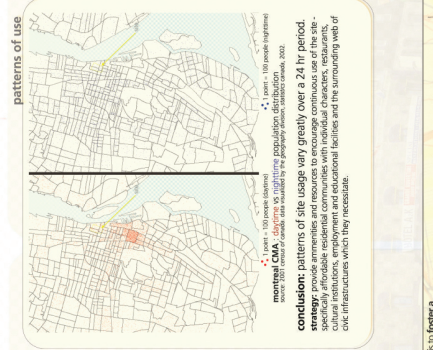 patterns of use
1 point = 100 people (daytime)
1 point = 100 people (nighttime)
montreal CMA : daytime vs nighttime population distribution
source: 2001 census of canada. data visualized by the geography division, statistics canada, 2002.
conclusion: patterns of site usage vary greatly over a 24 hr period.
strategy: provide ammenities and resources to encourage continuous use of the site -
specifically affordable residential communities with individual characters, restaurants,
cultural institutions, employment and educational facilities and the surrounding web of
civic infrastructures which they necessitate.
is to foster a